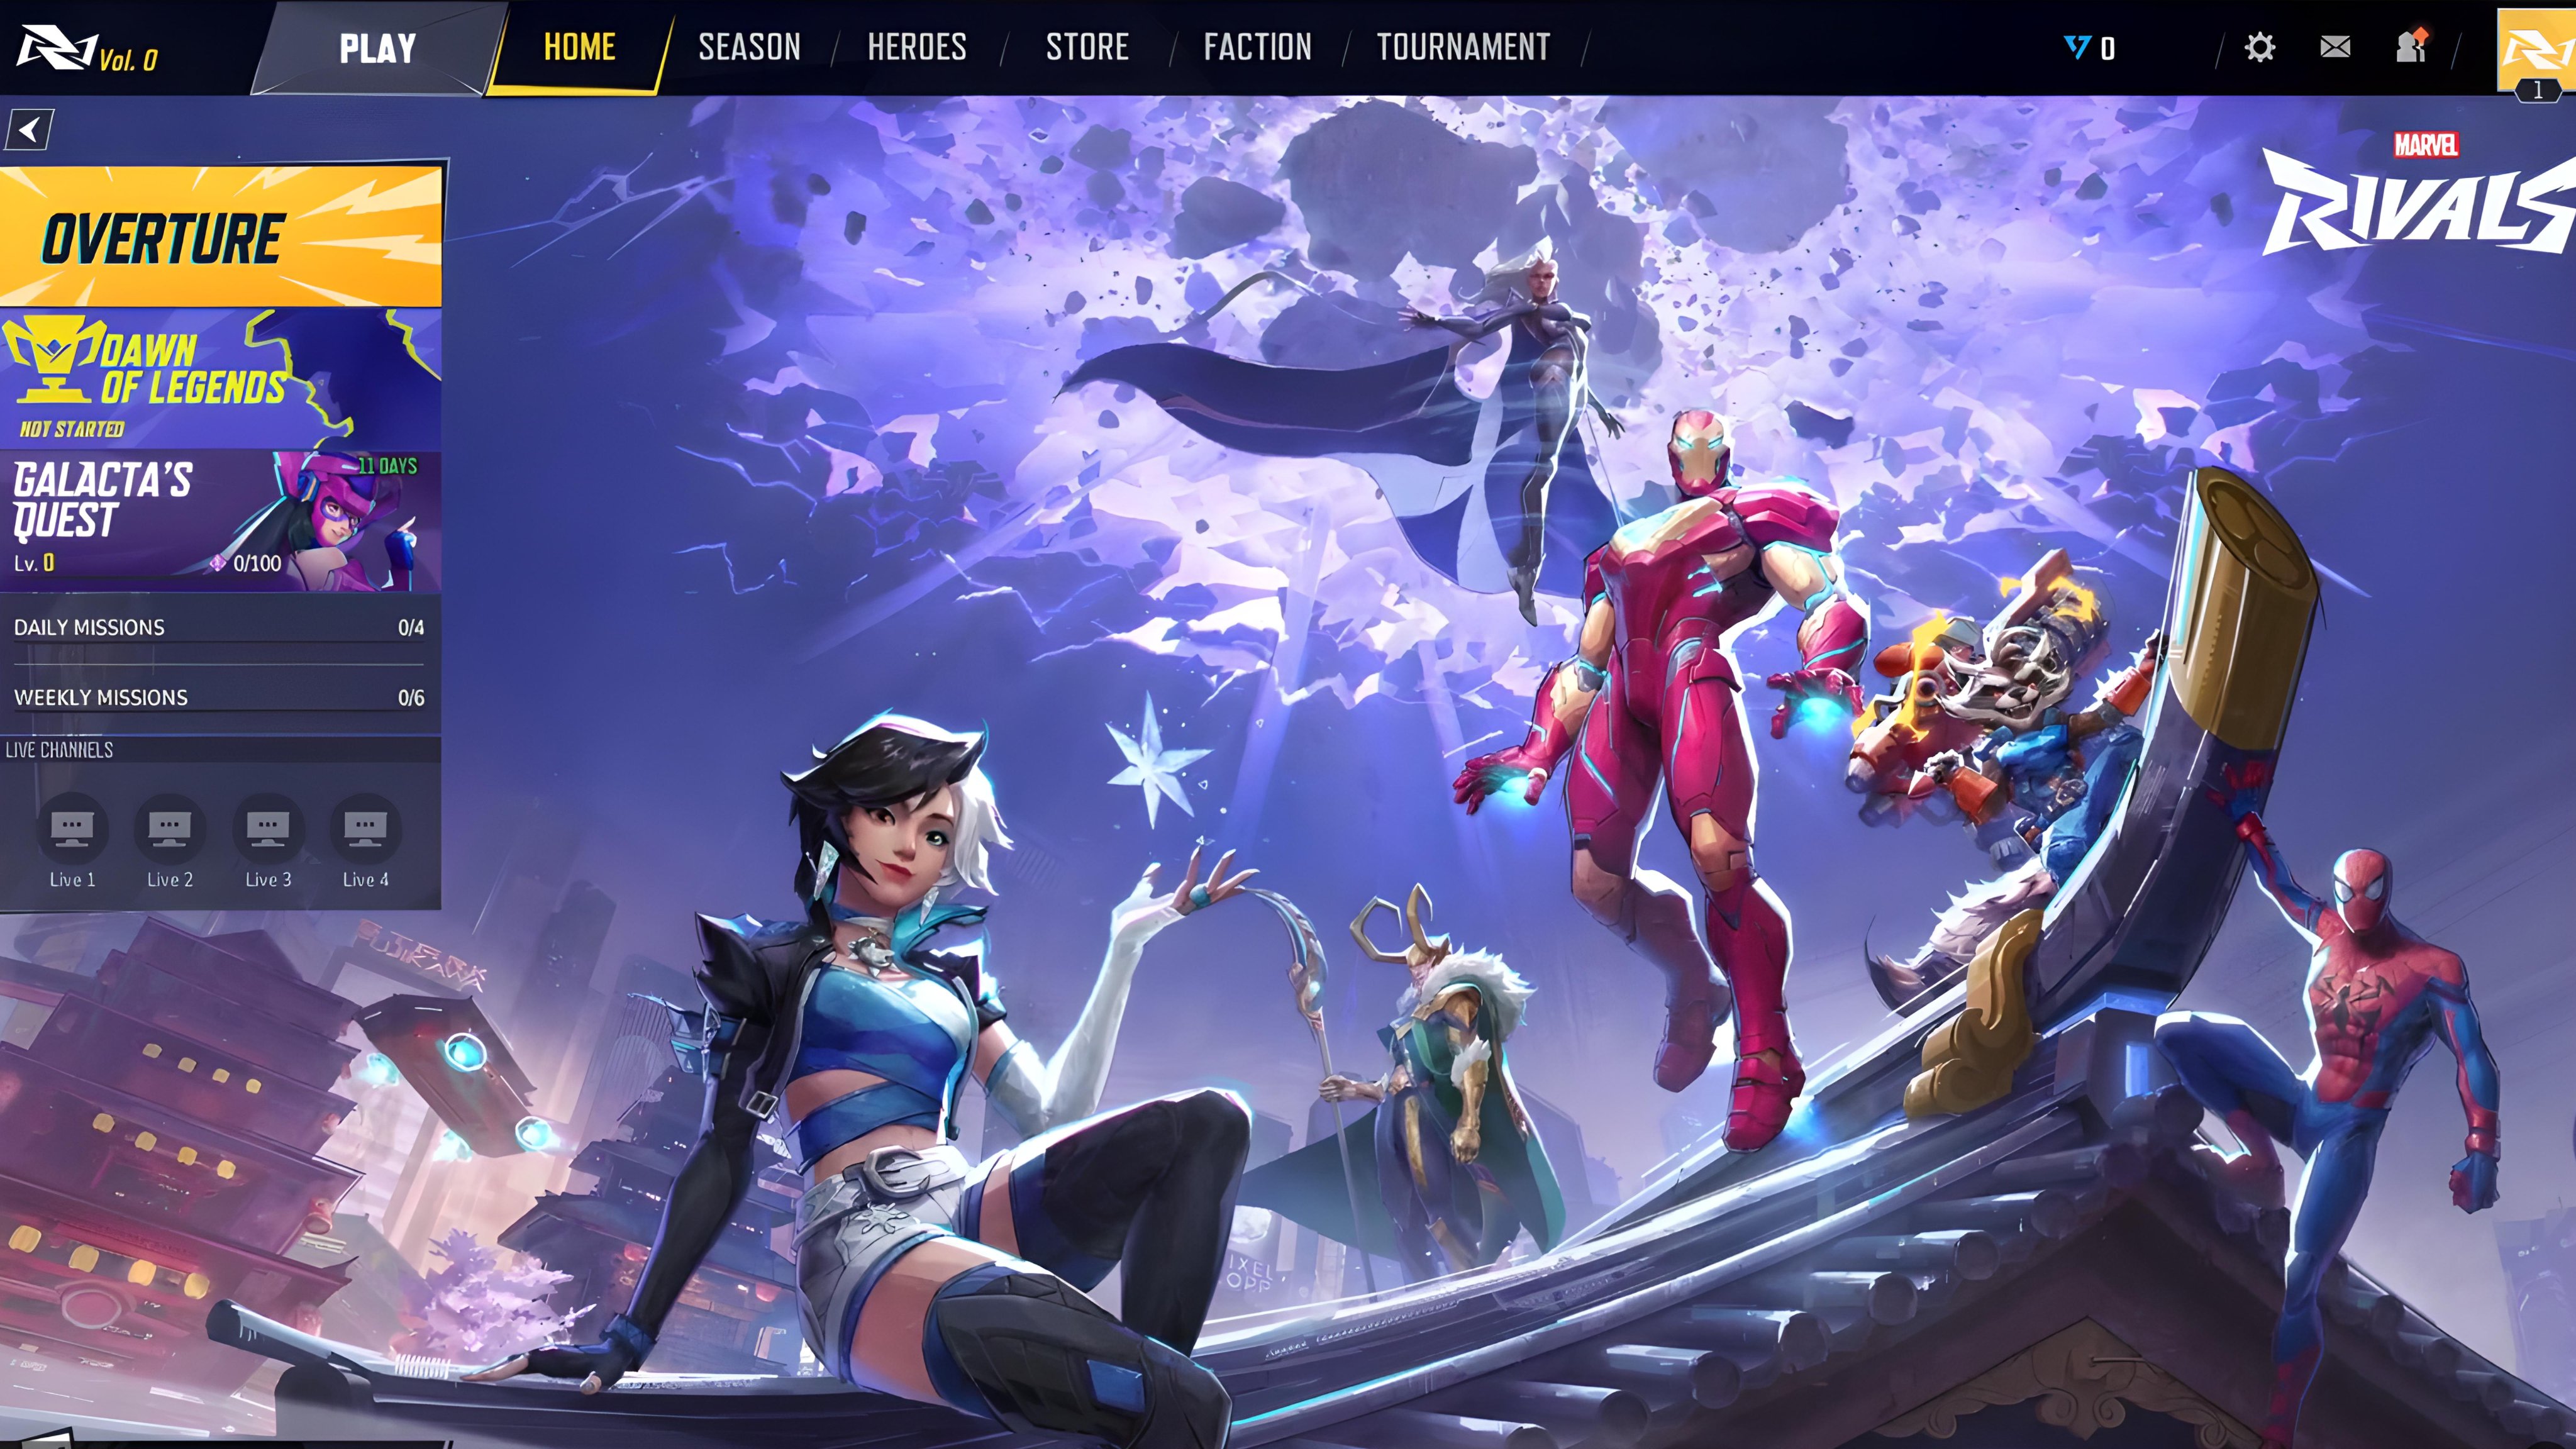 Vol. 0
PLAY
HOME
SEASON
HEROES
STORE
FACTION
TOURNAMENT
0
1
MARVEL
RIVALS
OVERTURE
DAWN
OF LEGENDS
NOT STARTED
GALACTA'S
QUEST
11 DAYS
Lv. 0
0/100
DAILY MISSIONS 0/4
WEEKLY MISSIONS 0/6
LIVE CHANNELS
Live 1
Live 2
Live 3
Live 4